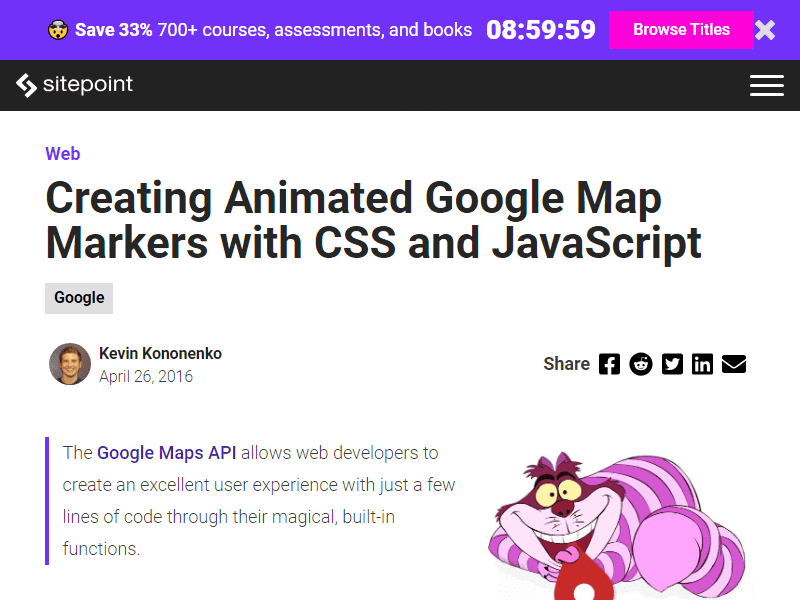 Save 33% 700+ courses, assessments, and books 08:59:59 Browse Titles
sitepoint
Web
Creating Animated Google Map
Markers with CSS and JavaScript
Google
Kevin Kononenko
April 26, 2016
Share
The Google Maps API allows web developers to
create an excellent user experience with just a few
lines of code through their magical, built-in
functions.